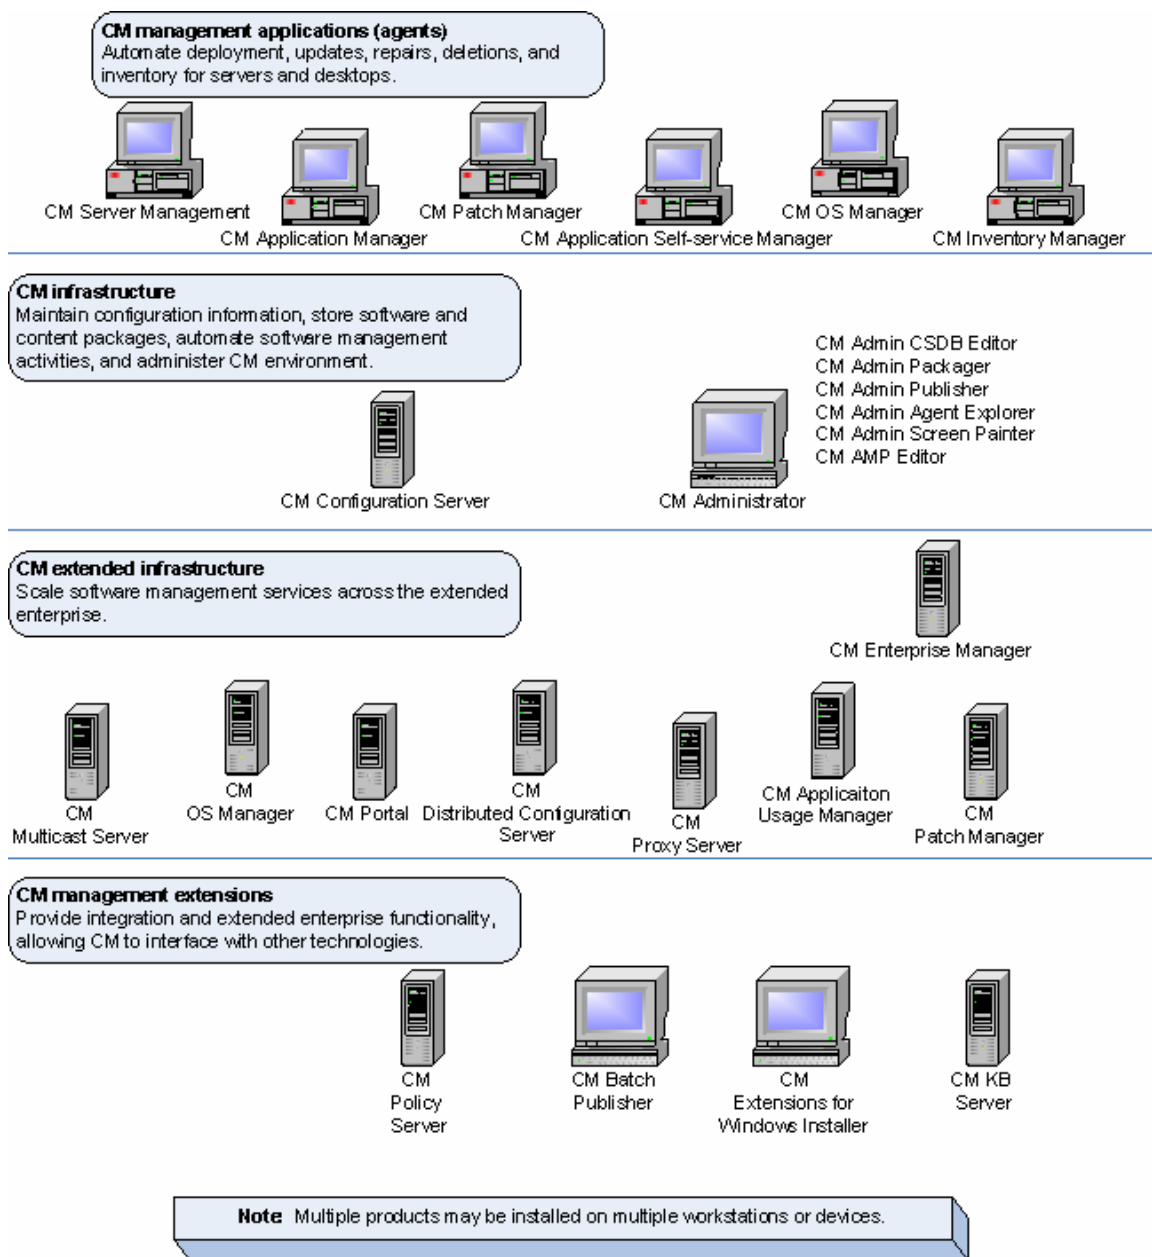 CM management applications (agents)
Automate deployment, updates, repairs, deletions, and
inventory for servers and desktops.
CM Server Management
CM Patch Manager
CM OS Manager
CM Application Manager
CM Application Self-service Manager
CM Inventory Manager
CM infrastructure
Maintain configuration information, store software and
content packages, automate software management
activities, and administer CM environment.
CM Admin CSDB Editor
CM Admin Packager
CM Admin Publisher
CM Admin Agent Explorer
CM Admin Screen Painter
CM AMP Editor
CM Configuration Server
CM Administrator
CM extended infrastructure
Scale software management services across the extended
enterprise.
CM Enterprise Manager
CM
Multicast Server
CM
OS Manager
CM Portal
CM
Distributed Configuration
Server
CM
Proxy Server
CM Applicaiton
Usage Manager
CM
Patch Manager
CM management extensions
Provide integration and extended enterprise functionality,
allowing CM to interface with other technologies.
CM
Policy
Server
CM Batch
Publisher
CM
Extensions for
Windows Installer
CM KB
Server
Note Multiple products may be installed on multiple workstations or devices.